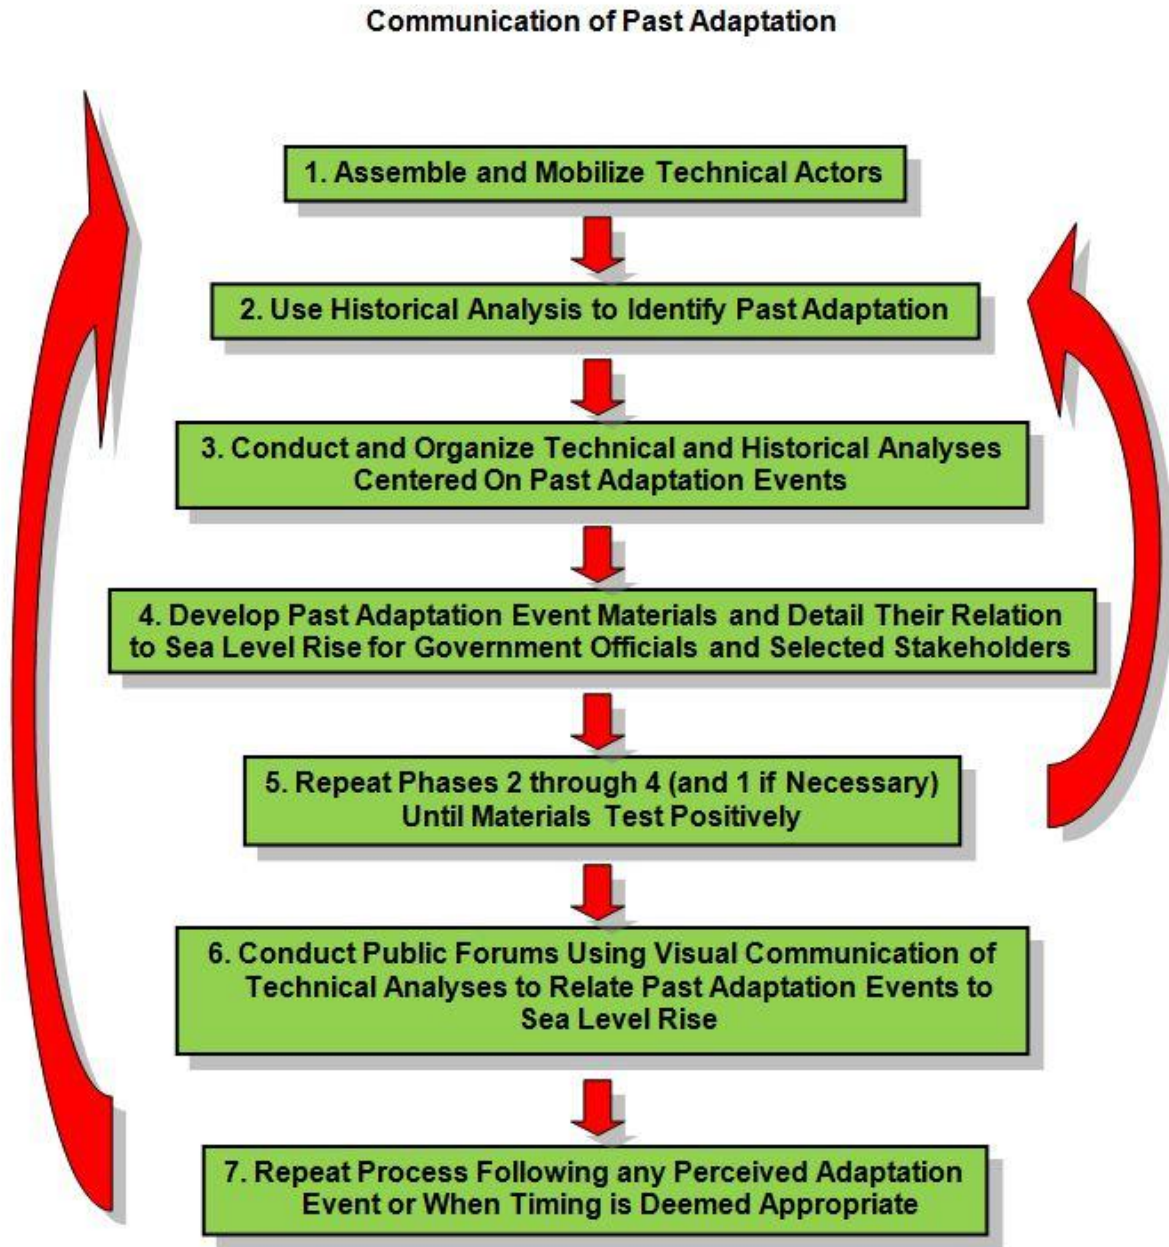 Communication of Past Adaptation
1. Assemble and Mobilize Technical Actors
2. Use Historical Analysis to Identify Past Adaptation
3. Conduct and Organize Technical and Historical Analyses
Centered On Past Adaptation Events
4. Develop Past Adaptation Event Materials and Detail Their Relation
to Sea Level Rise for Government Officials and Selected Stakeholders
5. Repeat Phases 2 through 4 (and 1 if Necessary)
Until Materials Test Positively
6. Conduct Public Forums Using Visual Communication of
Technical Analyses to Relate Past Adaptation Events to
Sea Level Rise
7. Repeat Process Following any Perceived Adaptation
Event or When Timing is Deemed Appropriate